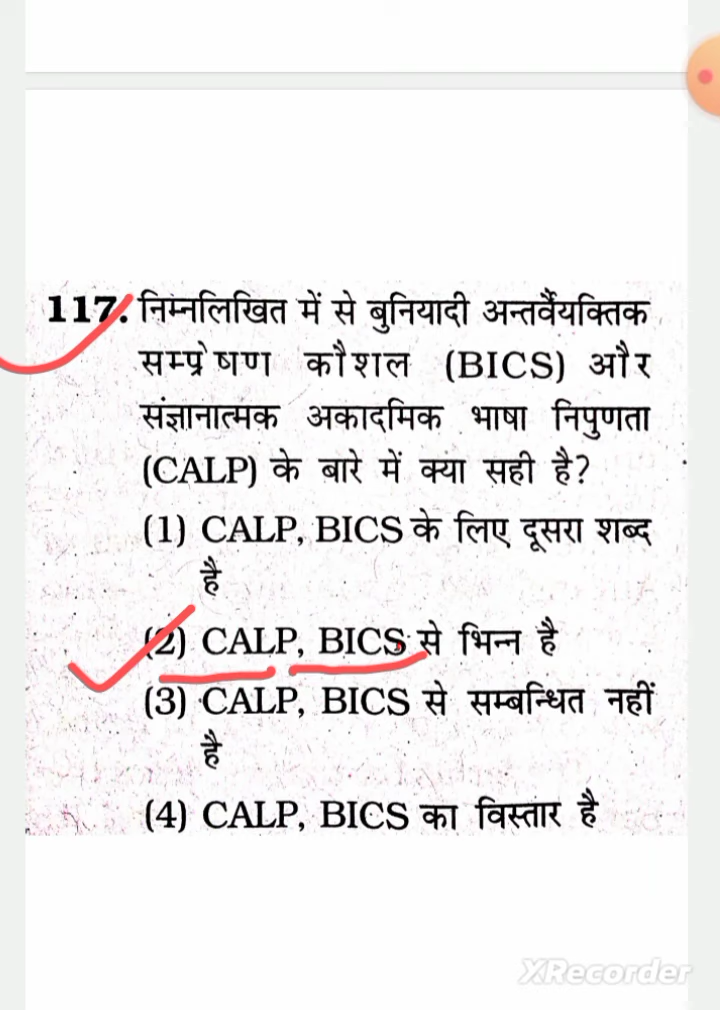 117. निम्नलिखित में से बुनियादी अन्तर्वैयक्तिक
सम्प्रेषण कौशल (BICS) और
संज्ञानात्मक अकादमिक भाषा निपुणता
(CALP) के बारे में क्या सही है?
(1) CALP, BICS के लिए दूसरा शब्द
है
(2) CALP, BICS से भिन्न है
(3) CALP, BICS से सम्बन्धित नहीं
है
(4) CALP, BICS का विस्तार है
XRecorder